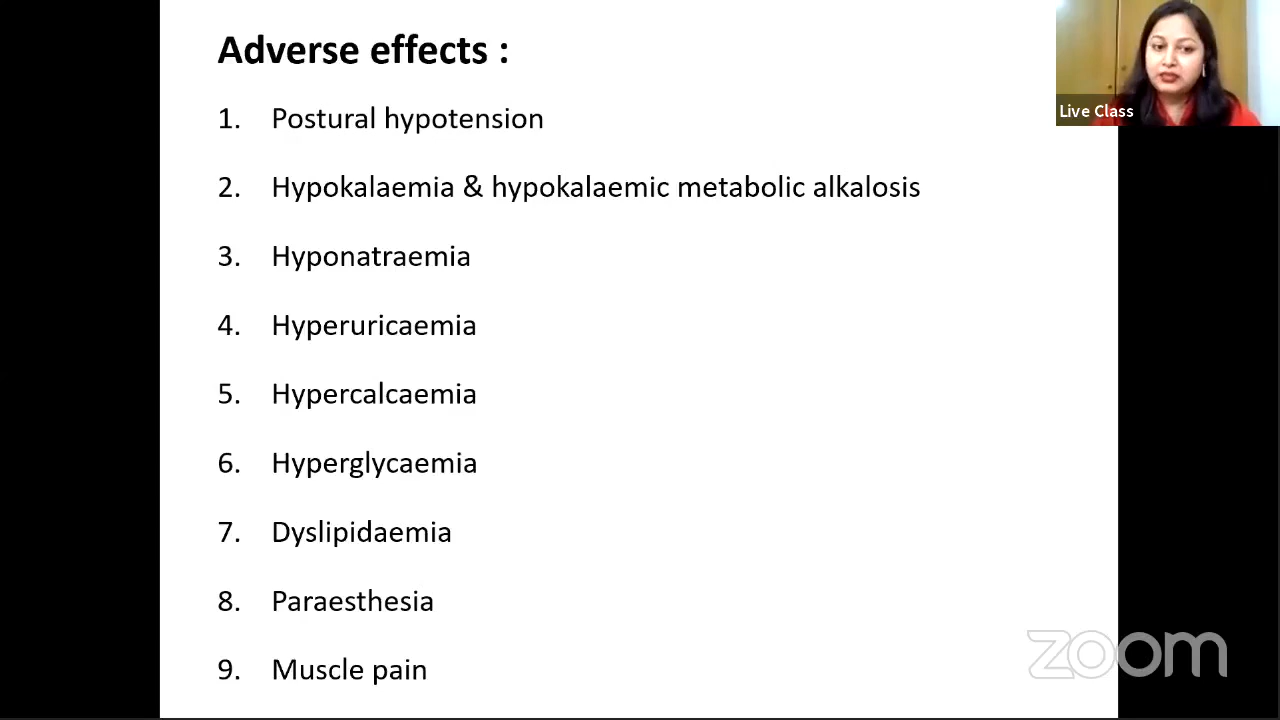 Adverse effects :
Live Class
1. Postural hypotension
2. Hypokalaemia & hypokalaemic metabolic alkalosis
3. Hyponatraemia
4. Hyperuricaemia
5. Hypercalcaemia
6. Hyperglycaemia
7. Dyslipidaemia
8. Paraesthesia
9. Muscle pain
zoom